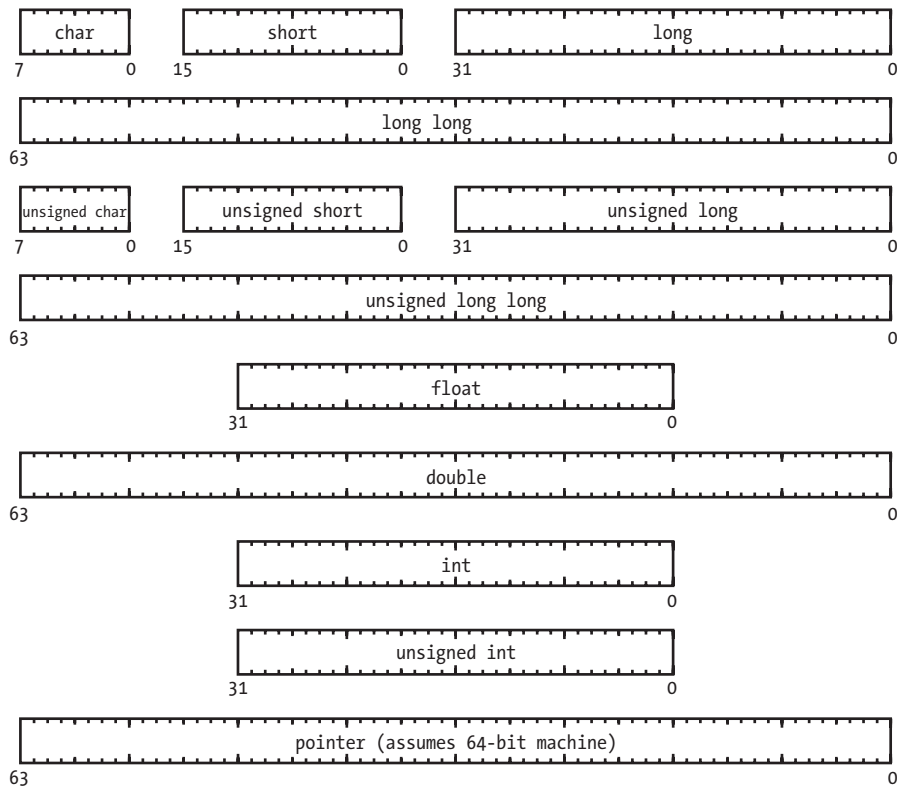 char short long
7 0 15 0 31 0
long long
63 0
unsigned char unsigned short unsigned long
7 0 15 0 31 0
unsigned long long
63 0
float
31 0
double
63 0
int
31 0
unsigned int
31 0
pointer (assumes 64-bit machine)
63 0